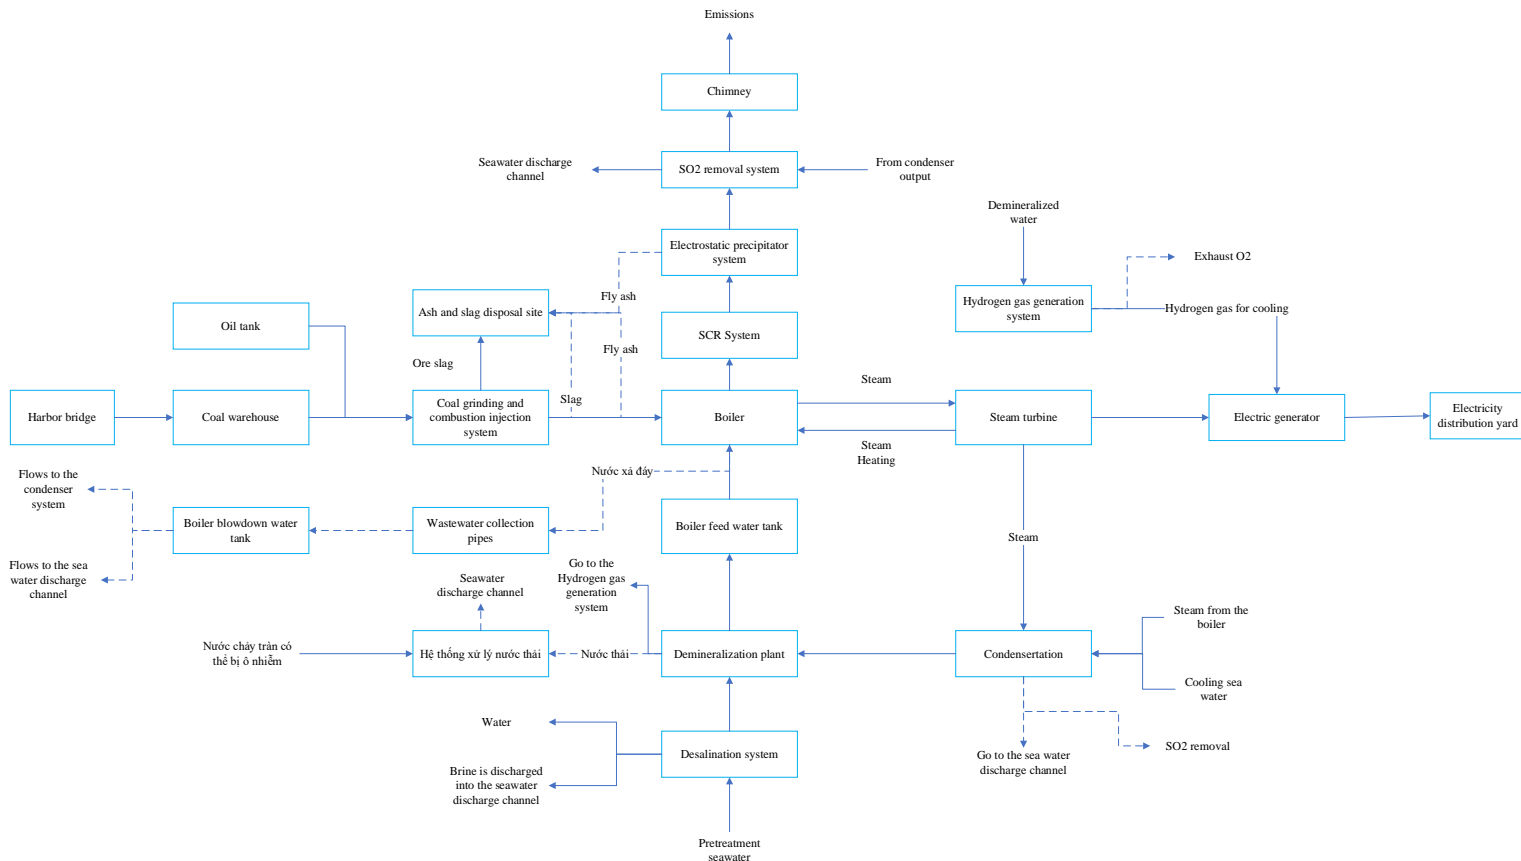 Emissions
Chimney
Seawater discharge
channel
SO2 removal system
From condenser
output
Demineralized
water
Electrostatic precipitator
system
Exhaust O2
Fly ash
Hydrogen gas generation
system
Hydrogen gas for cooling
Ash and slag disposal site
Oil tank
SCR System
Fly ash
Ore slag
Steam
Slag
Harbor bridge
Coal warehouse
Coal grinding and
combustion injection
system
Boiler
Steam turbine
Electric generator
Electricity
distribution yard
Steam
Heating
Nước xả đáy
Flows to the
condenser
system
Boiler blowdown water
tank
Wastewater collection
pipes
Boiler feed water tank
Steam
Flows to the sea
water discharge
channel
Go to the
Hydrogen gas
generation
system
Seawater
discharge channel
Steam from the
boiler
Nước chảy tràn có
thể bị ô nhiễm
Hệ thống xử lý nước thải
Nước thải
Demineralization plant
Condensertation
Cooling sea
water
Water
Desalination system
SO2 removal
Go to the sea water
discharge channel
Brine is discharged
into the seawater
discharge channel
Pretreatment
seawater